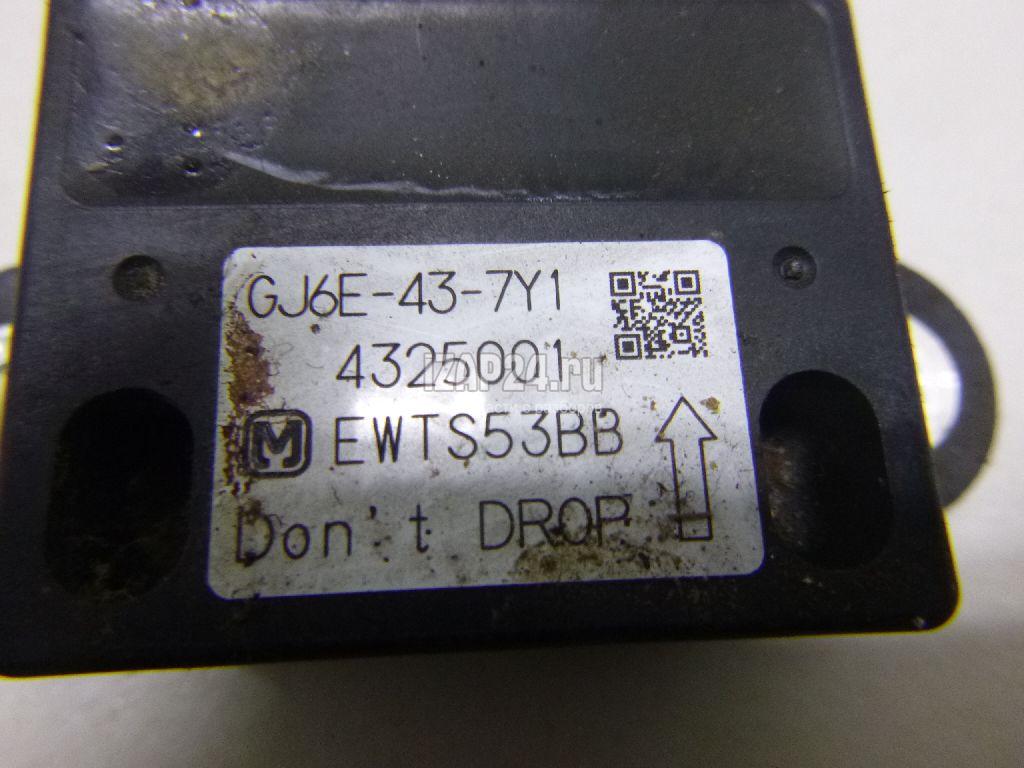 GJ6E-43-7Y1
4325001
IZAP24.ru
M EWTS53BB
Don't DROP